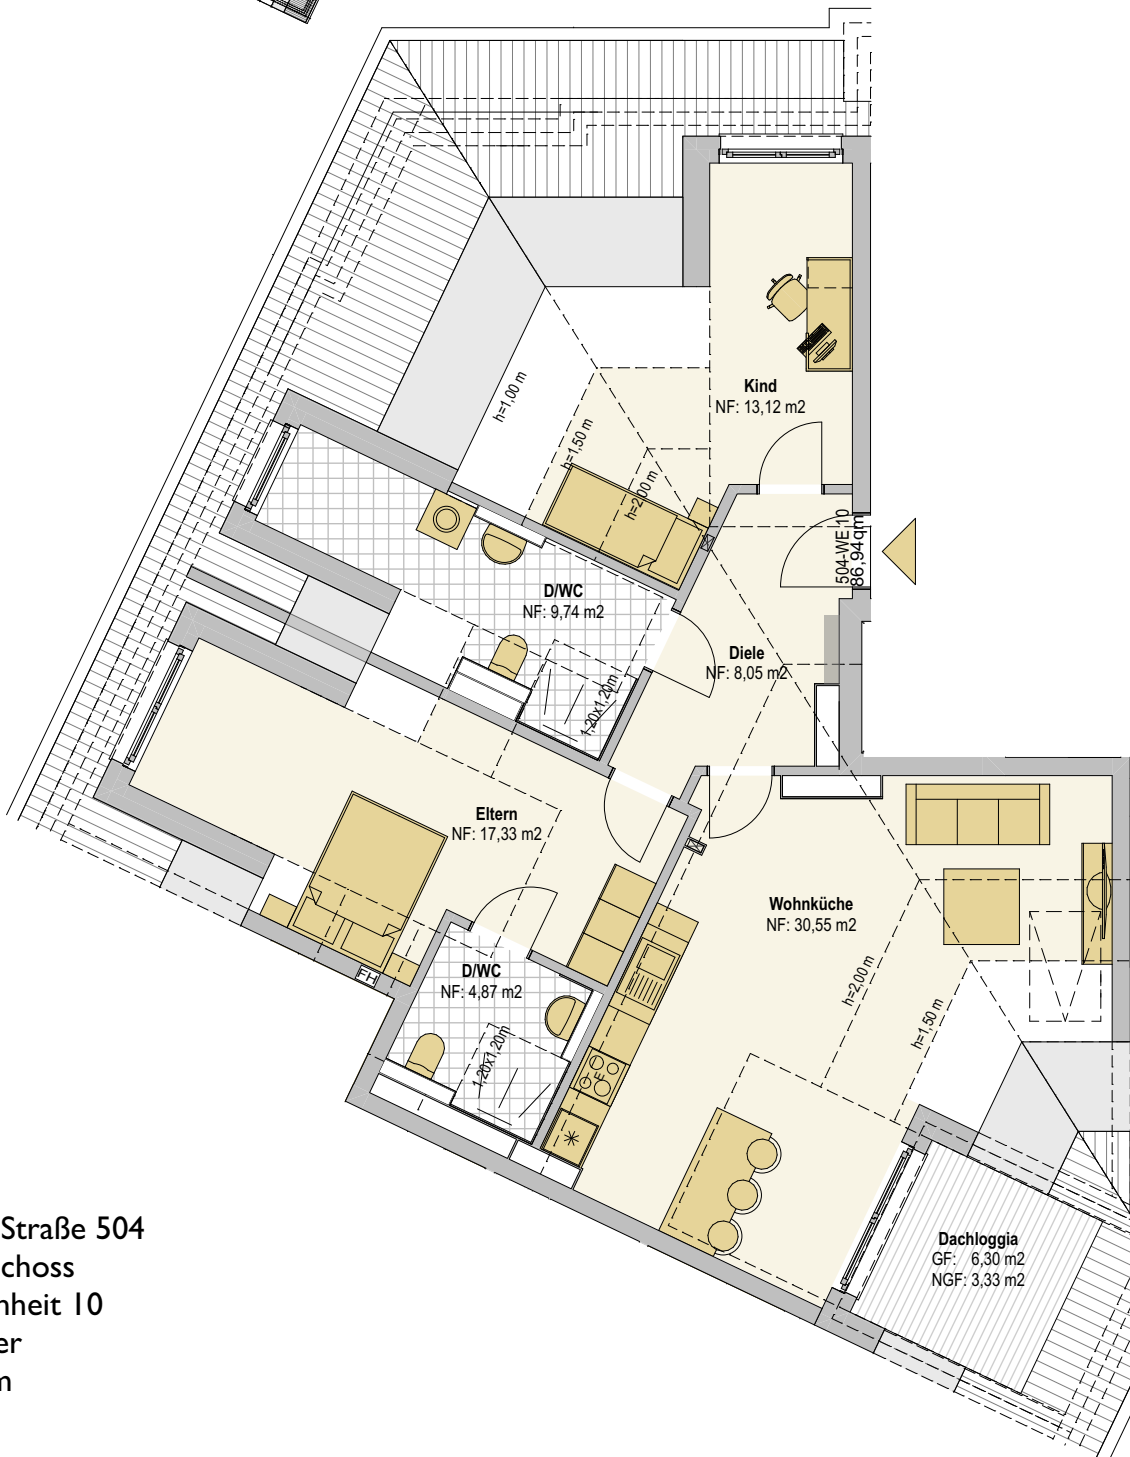 h=1,00 m
h=1,50 m
h=2,00 m
Kind
NF: 13,12 m2
504-WE 10
86,94qm
D/WC
NF: 9,74 m2
1,20x1,20m
Diele
NF: 8,05 m2
Eltern
NF: 17,33 m2
Wohnküche
NF: 30,55 m2
h=2,00 m
h=1,50 m
FH
D/WC
NF: 4,87 m2
1,20x1,20m
E
Dachloggia
GF: 6,30 m2
NGF: 3,33 m2
Straße 504
choss
nheit 10
er
m